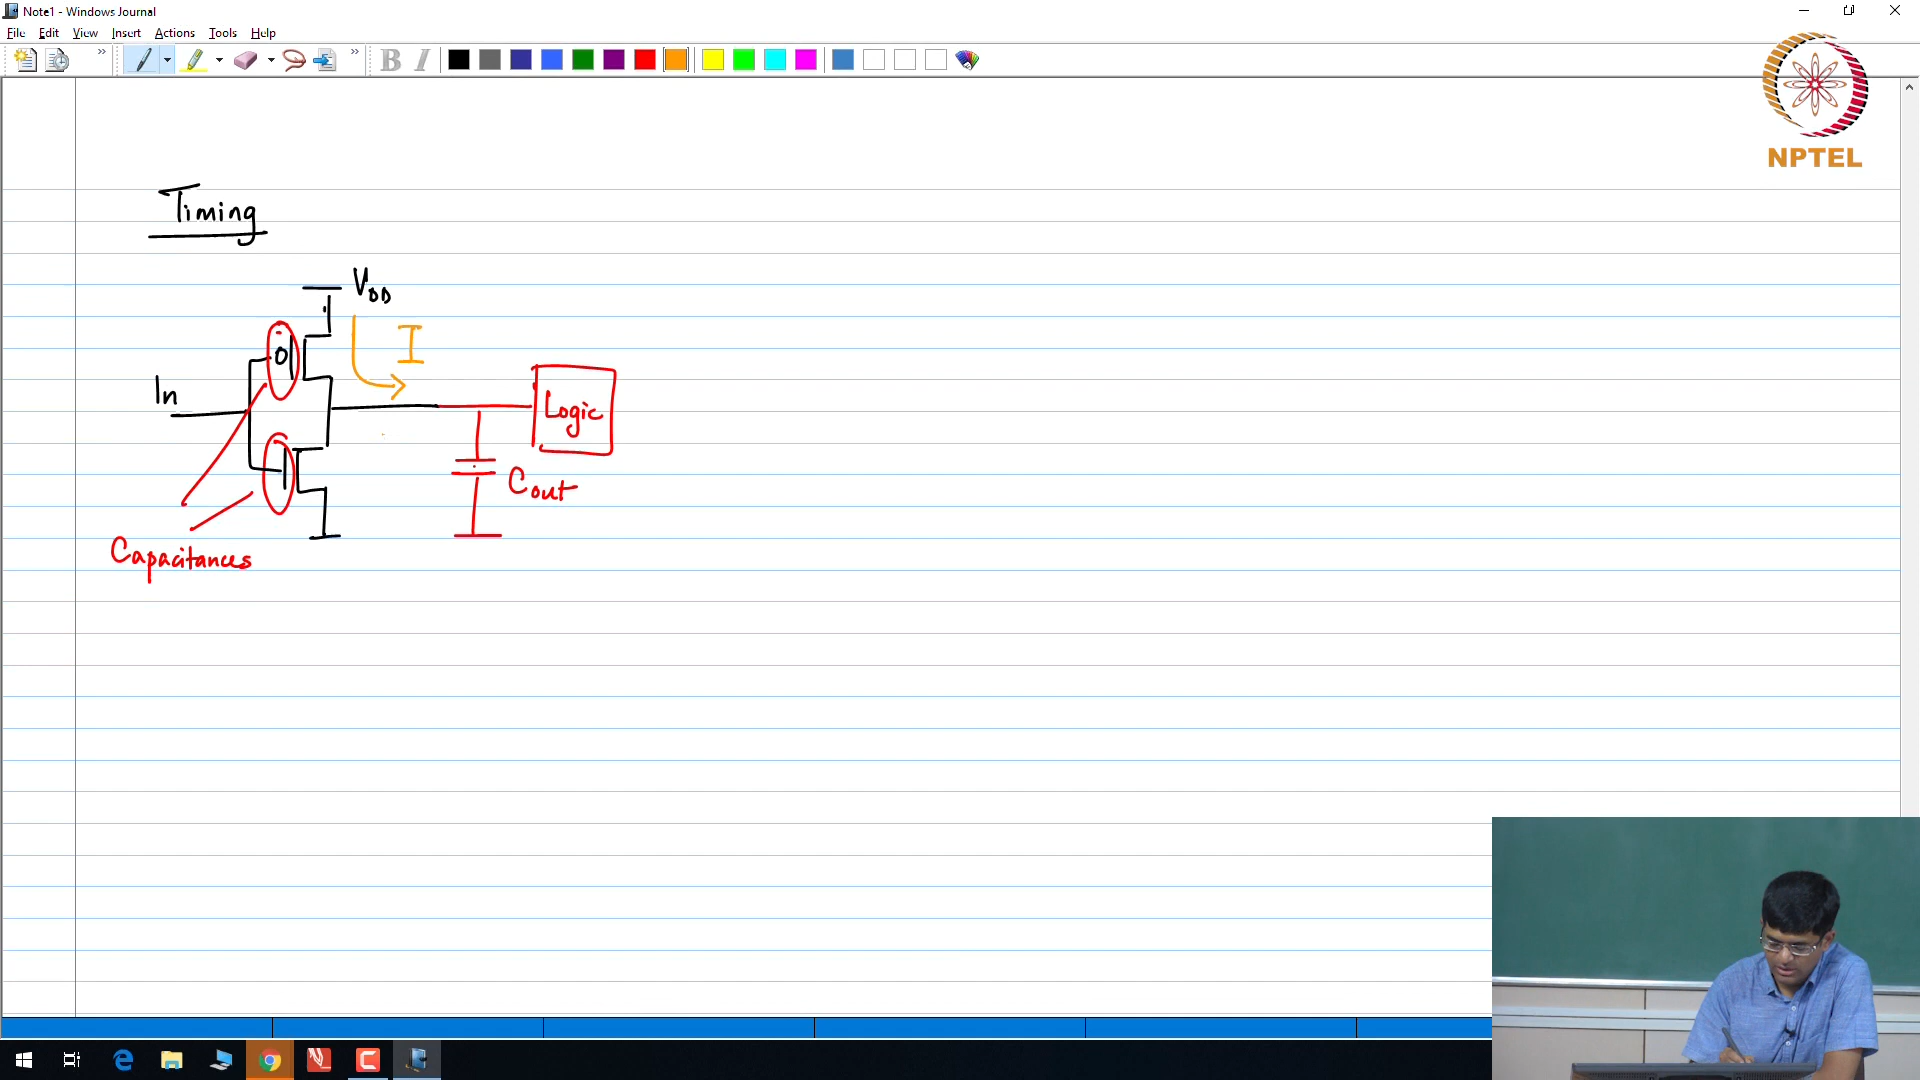 Note1 - Windows Journal
File Edit View Insert Actions Tools Help
B I
NPTEL
Timing
VDD
I
In
Logic
Cout
Capacitances